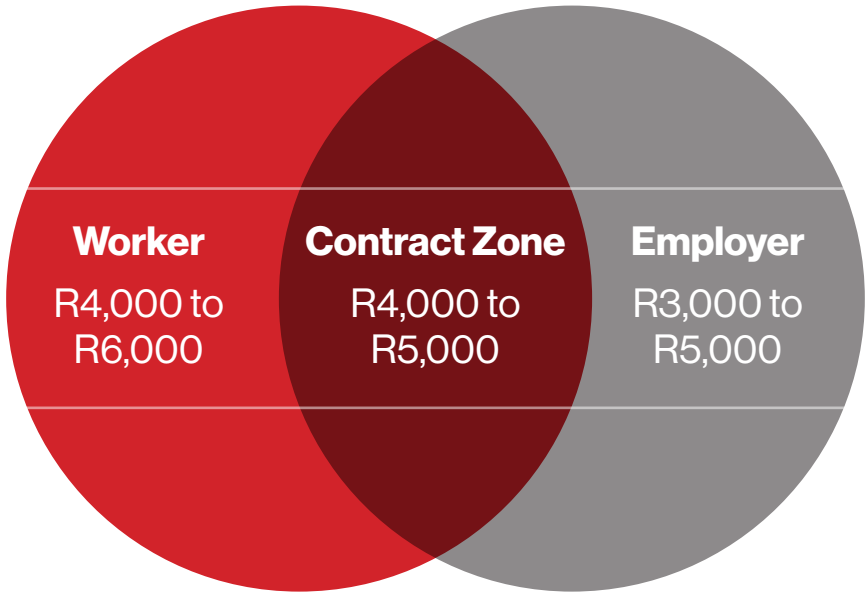 Worker
R4,000 to
R6,000
Contract Zone
R4,000 to
R5,000
Employer
R3,000 to
R5,000